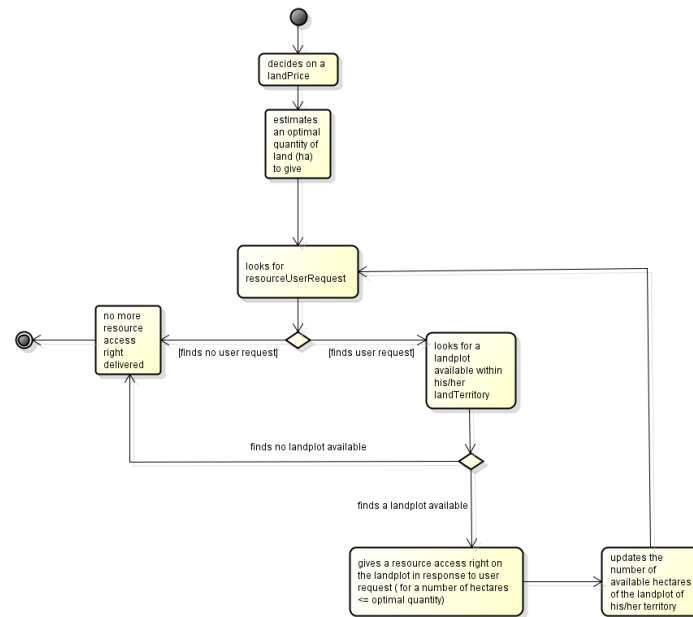 decides on a
landPrice
estimates
an optimal
quantity of
land (ha)
to give
looks for
resourceUserRequest
no more
resource
access
right
delivered
[finds no user request]
[finds user request]
looks for a
landplot
available within
his/her
landTerritory
finds no landplot available
finds a landplot available
gives a resource access right on
the landplot in response to user
request ( for a number of hectares
<= optimal quantity)
updates the
number of
available hectares
of the landplot of
his/her territory